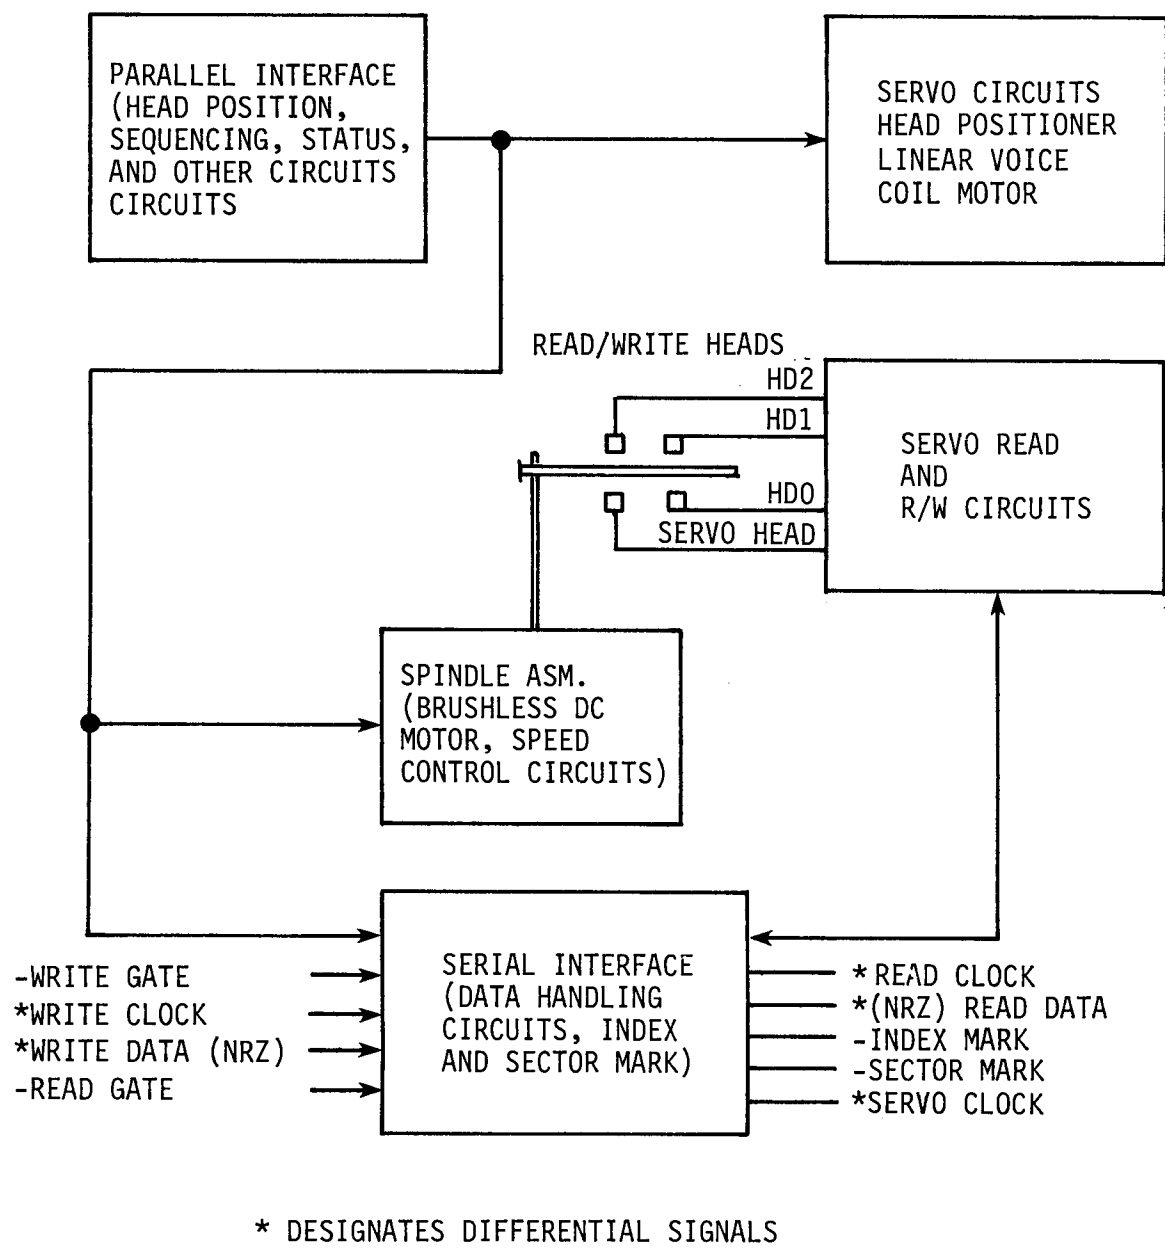 PARALLEL INTERFACE
(HEAD POSITION,
SEQUENCING, STATUS,
AND OTHER CIRCUITS
CIRCUITS
SERVO CIRCUITS
HEAD POSITIONER
LINEAR VOICE
COIL MOTOR
READ/WRITE HEADS
HD2
HD1
HD0
SERVO HEAD
SERVO READ
AND
R/W CIRCUITS
SPINDLE ASM.
(BRUSHLESS DC
MOTOR, SPEED
CONTROL CIRCUITS)
-WRITE GATE
*WRITE CLOCK
*WRITE DATA (NRZ)
-READ GATE
SERIAL INTERFACE
(DATA HANDLING
CIRCUITS, INDEX
AND SECTOR MARK)
*READ CLOCK
*(NRZ) READ DATA
-INDEX MARK
-SECTOR MARK
*SERVO CLOCK
* DESIGNATES DIFFERENTIAL SIGNALS